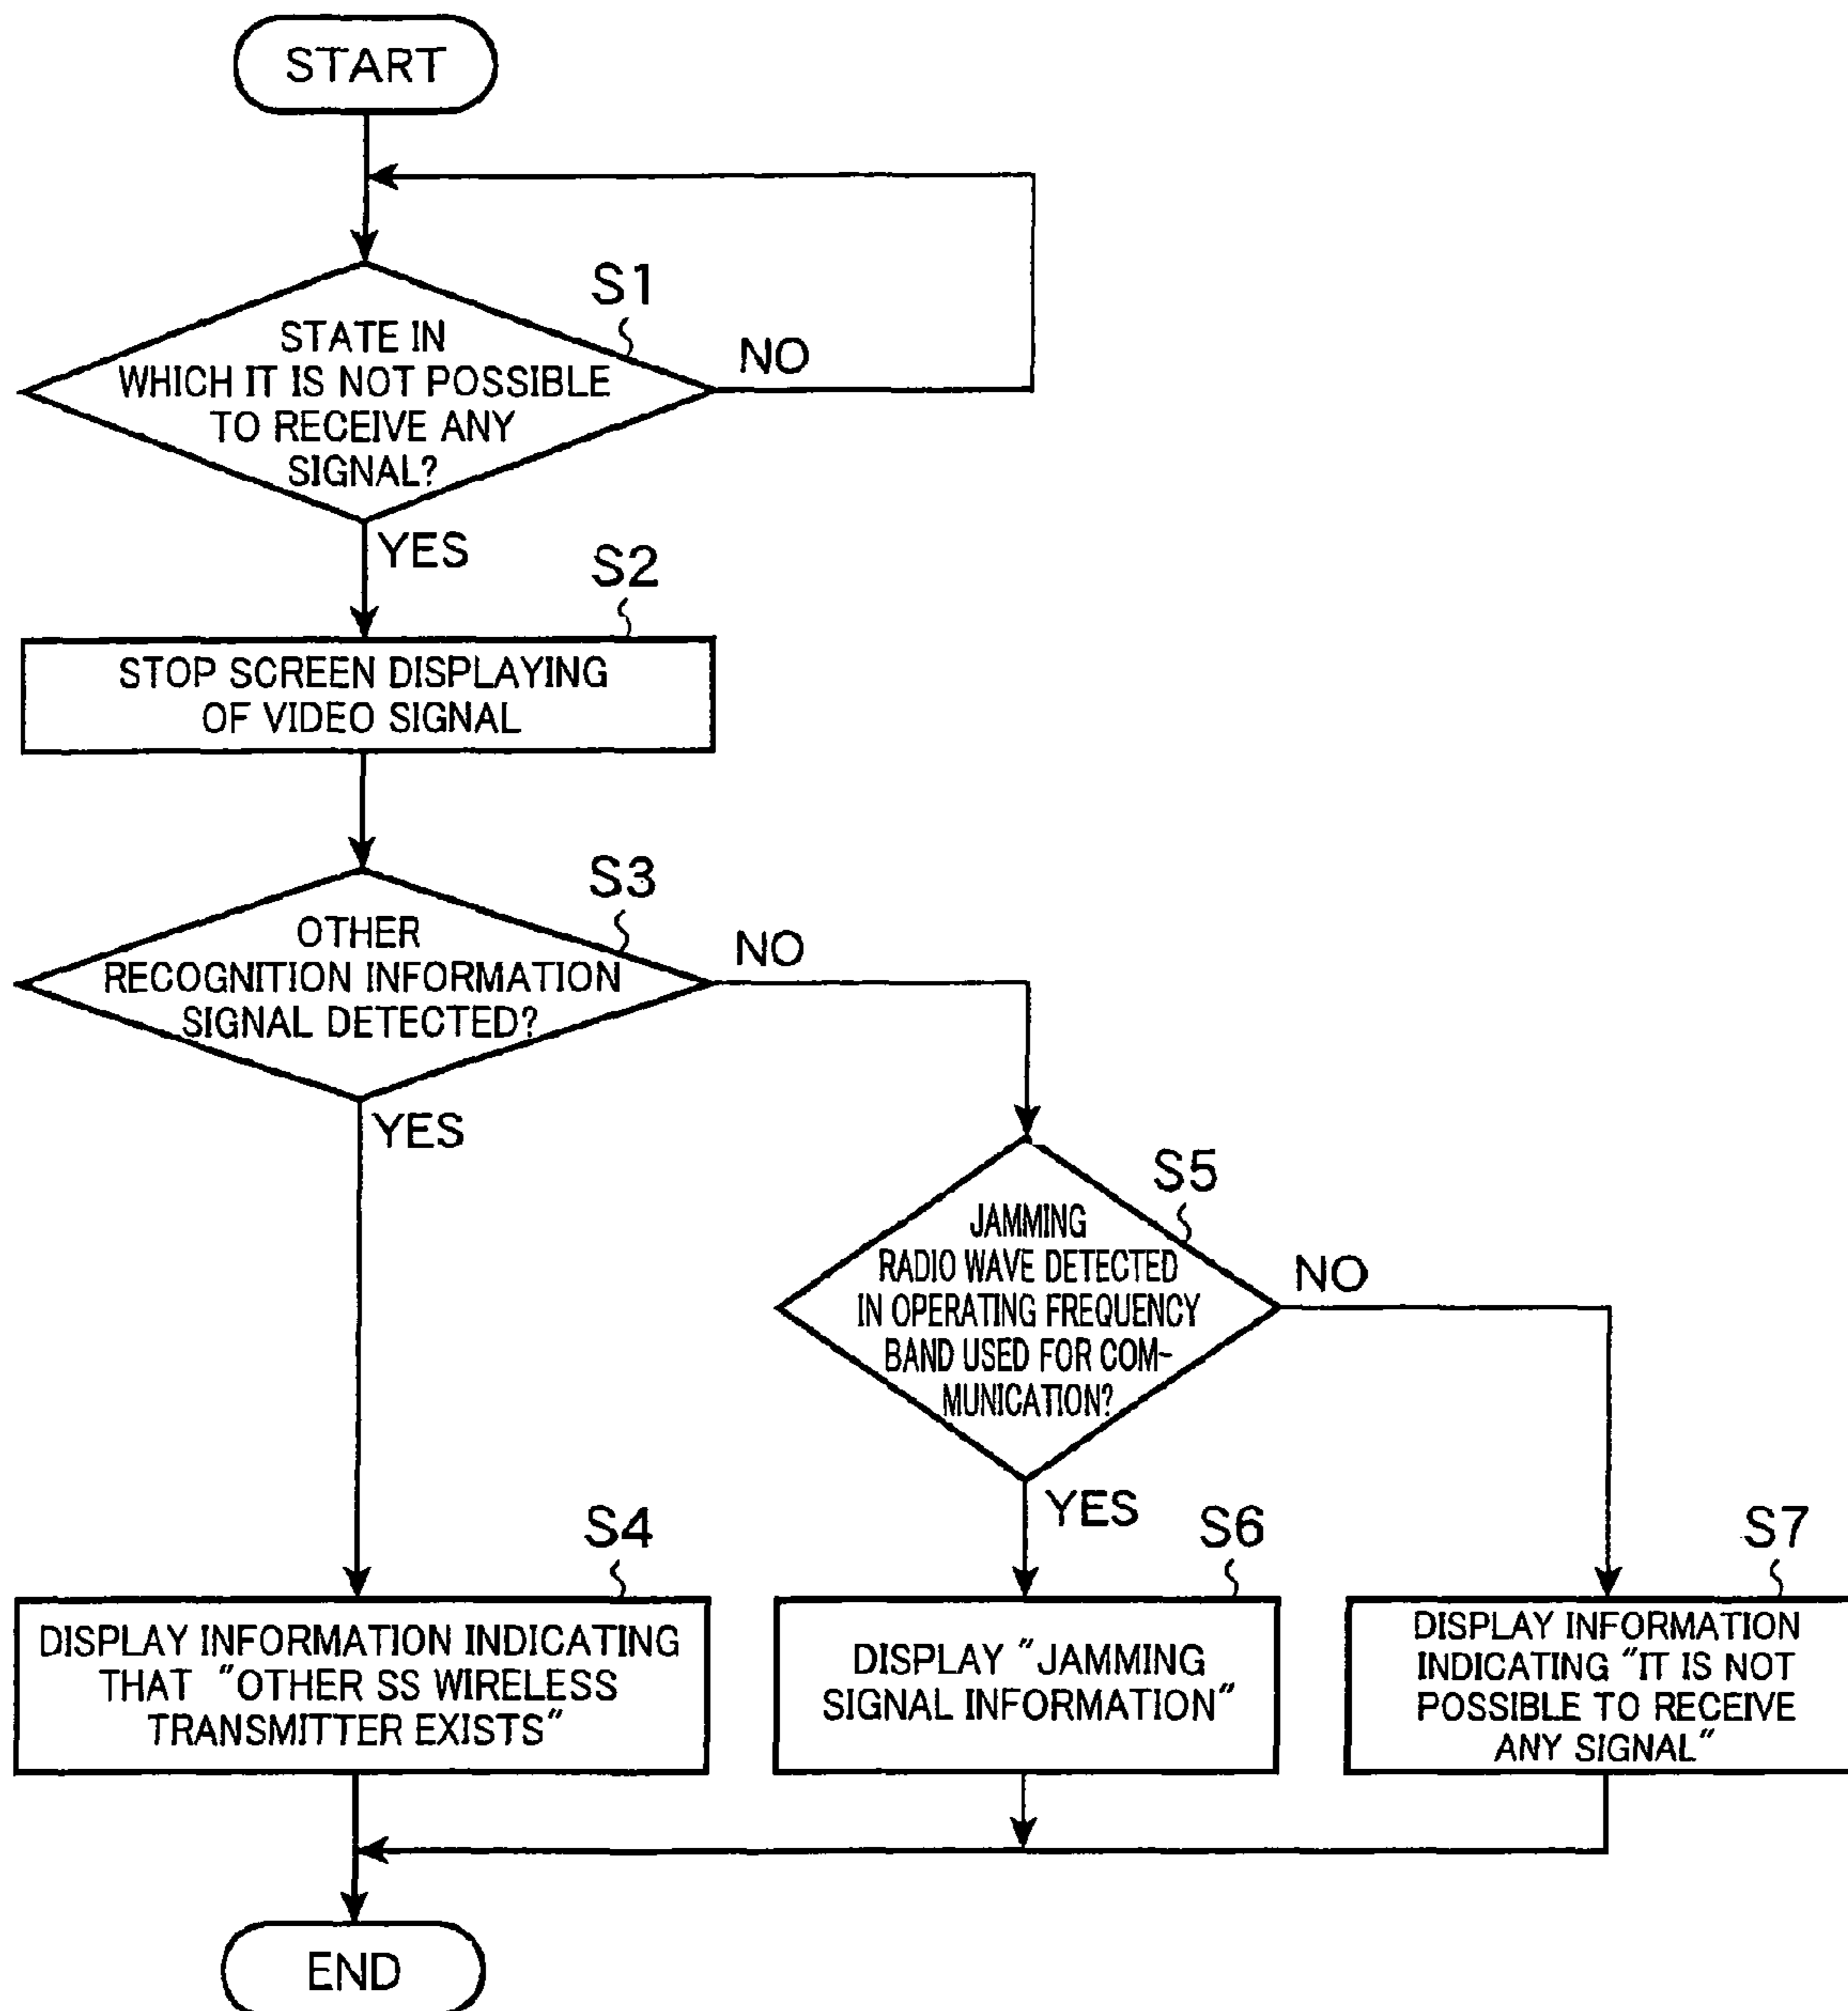 START
S1
STATE IN
WHICH IT IS NOT POSSIBLE
TO RECEIVE ANY
SIGNAL?
NO
YES
S2
STOP SCREEN DISPLAYING
OF VIDEO SIGNAL
S3
OTHER
RECOGNITION INFORMATION
SIGNAL DETECTED?
NO
YES
S5
JAMMING
RADIO WAVE DETECTED
IN OPERATING FREQUENCY
BAND USED FOR COM-
MUNICATION?
NO
YES
S4
DISPLAY INFORMATION INDICATING
THAT "OTHER SS WIRELESS
TRANSMITTER EXISTS"
S6
DISPLAY "JAMMING
SIGNAL INFORMATION"
S7
DISPLAY INFORMATION
INDICATING "IT IS NOT
POSSIBLE TO RECEIVE
ANY SIGNAL"
END